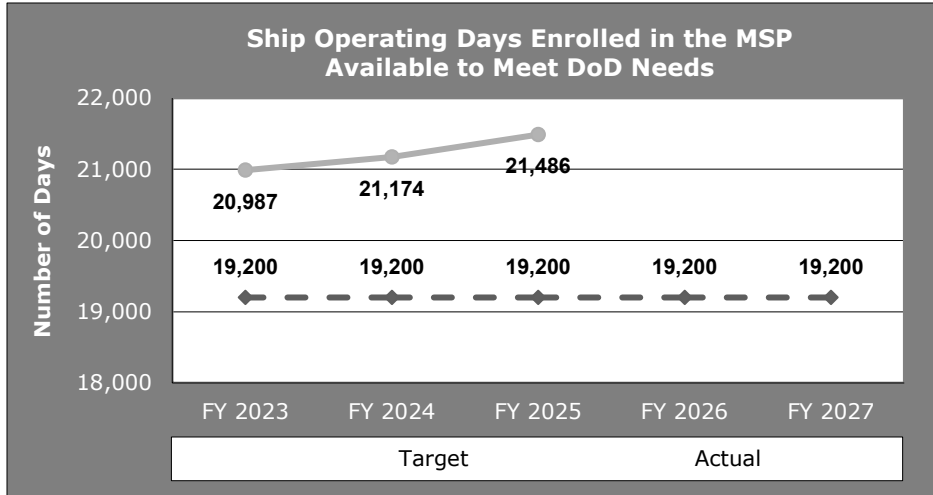 Ship Operating Days Enrolled in the MSP
Available to Meet DoD Needs
Number of Days
22,000
21,000
20,000
19,000
18,000
20,987
21,174
21,486
19,200
19,200
19,200
19,200
19,200
FY 2023
FY 2024
FY 2025
FY 2026
FY 2027
Target
Actual